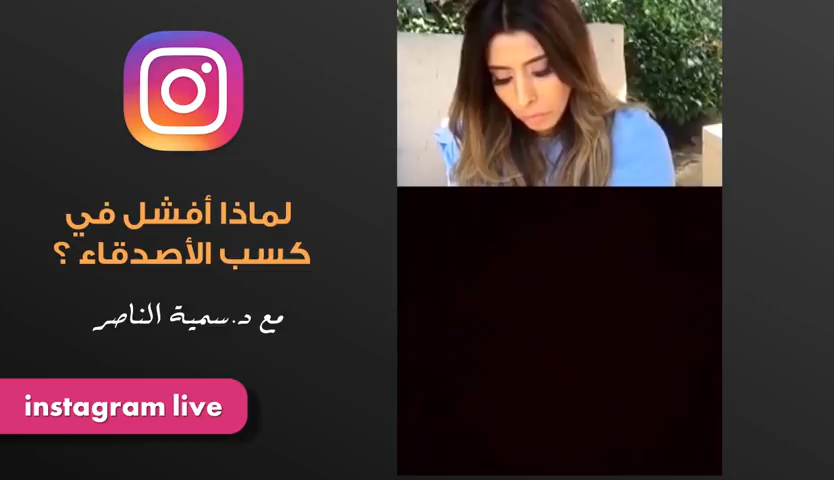 لماذا أفشل في
كسب الأصدقاء ؟
مع د.سمية الناصر
instagram live